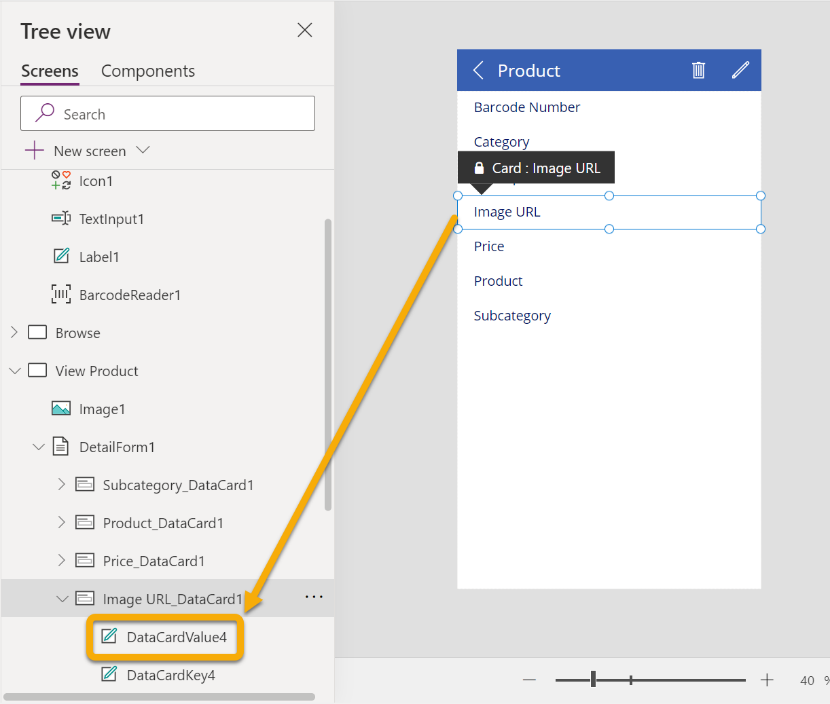 Tree view
Screens
Components
Search
New screen
Icon1
TextInput1
Label1
BarcodeReader1
Browse
View Product
Image1
DetailForm1
Subcategory_DataCard1
Product_DataCard1
Price_DataCard1
Image URL_DataCard1
DataCardValue4
DataCardKey4
Product
Barcode Number
Category
Card : Image URL
Image URL
Price
Product
Subcategory
40 %